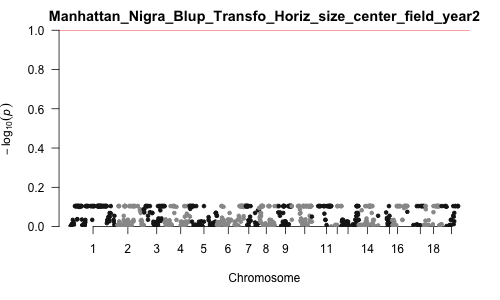 Manhattan_Nigra_Blup_Transfo_Horiz_size_center_field_year2
1.0
0.8
0.6
0.4
0.2
0.0
− log10(p)
1 2 3 4 5 6 7 8 9 11 14 16 18
Chromosome